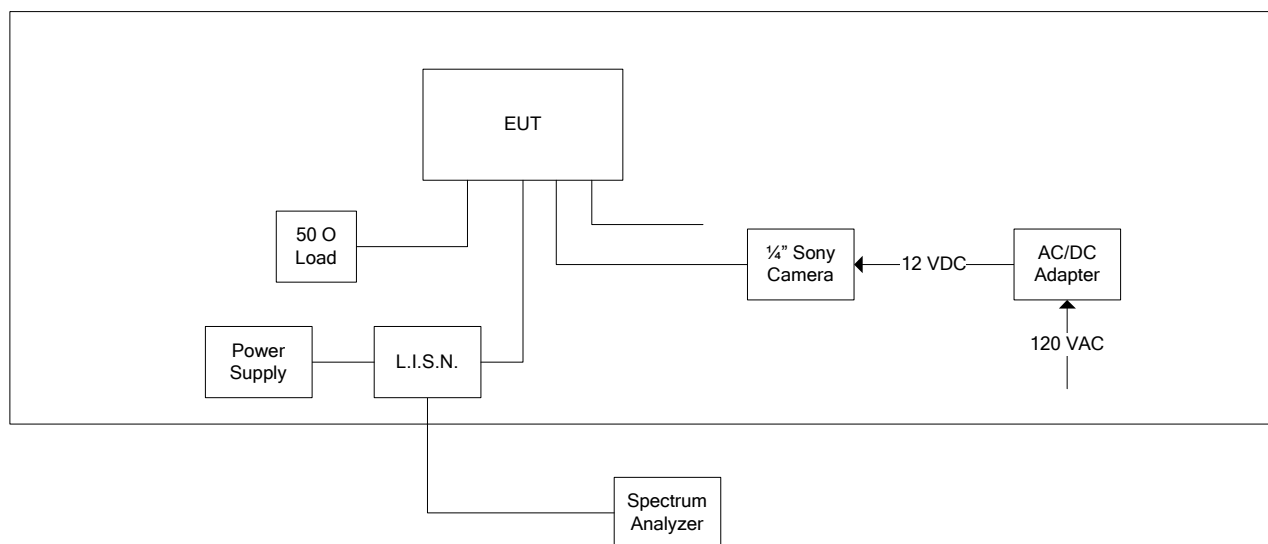 EUT
50 O
Load
¼” Sony
Camera
12 VDC
AC/DC
Adapter
Power
Supply
L.I.S.N.
120 VAC
Spectrum
Analyzer